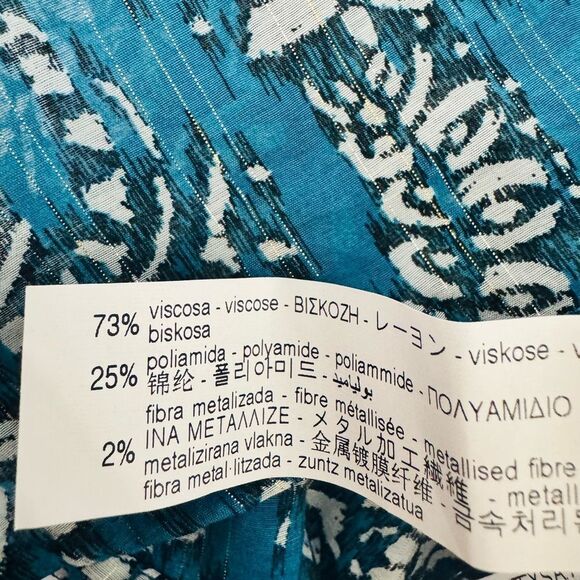 73% viscosa - viscose - ΒΙΣΚΟΖΗ - レーヨン - viskose -
biskosa
25% poliamida - polyamide - poliammide - ΠΟΛΥΑΜΙΔΙΟ
锦纶 - 폴리아미드 - بولياميد
fibra metalizada - fibre métallisée - metallised fibre
2% ΙΝΑ ΜΕΤΑΛΛΙΖΕ - メタル加工繊維 -
metalizirana vlakna - 金属镀膜纤维 -
fibra metal·litzada - zuntz metalizatua - 금속처리